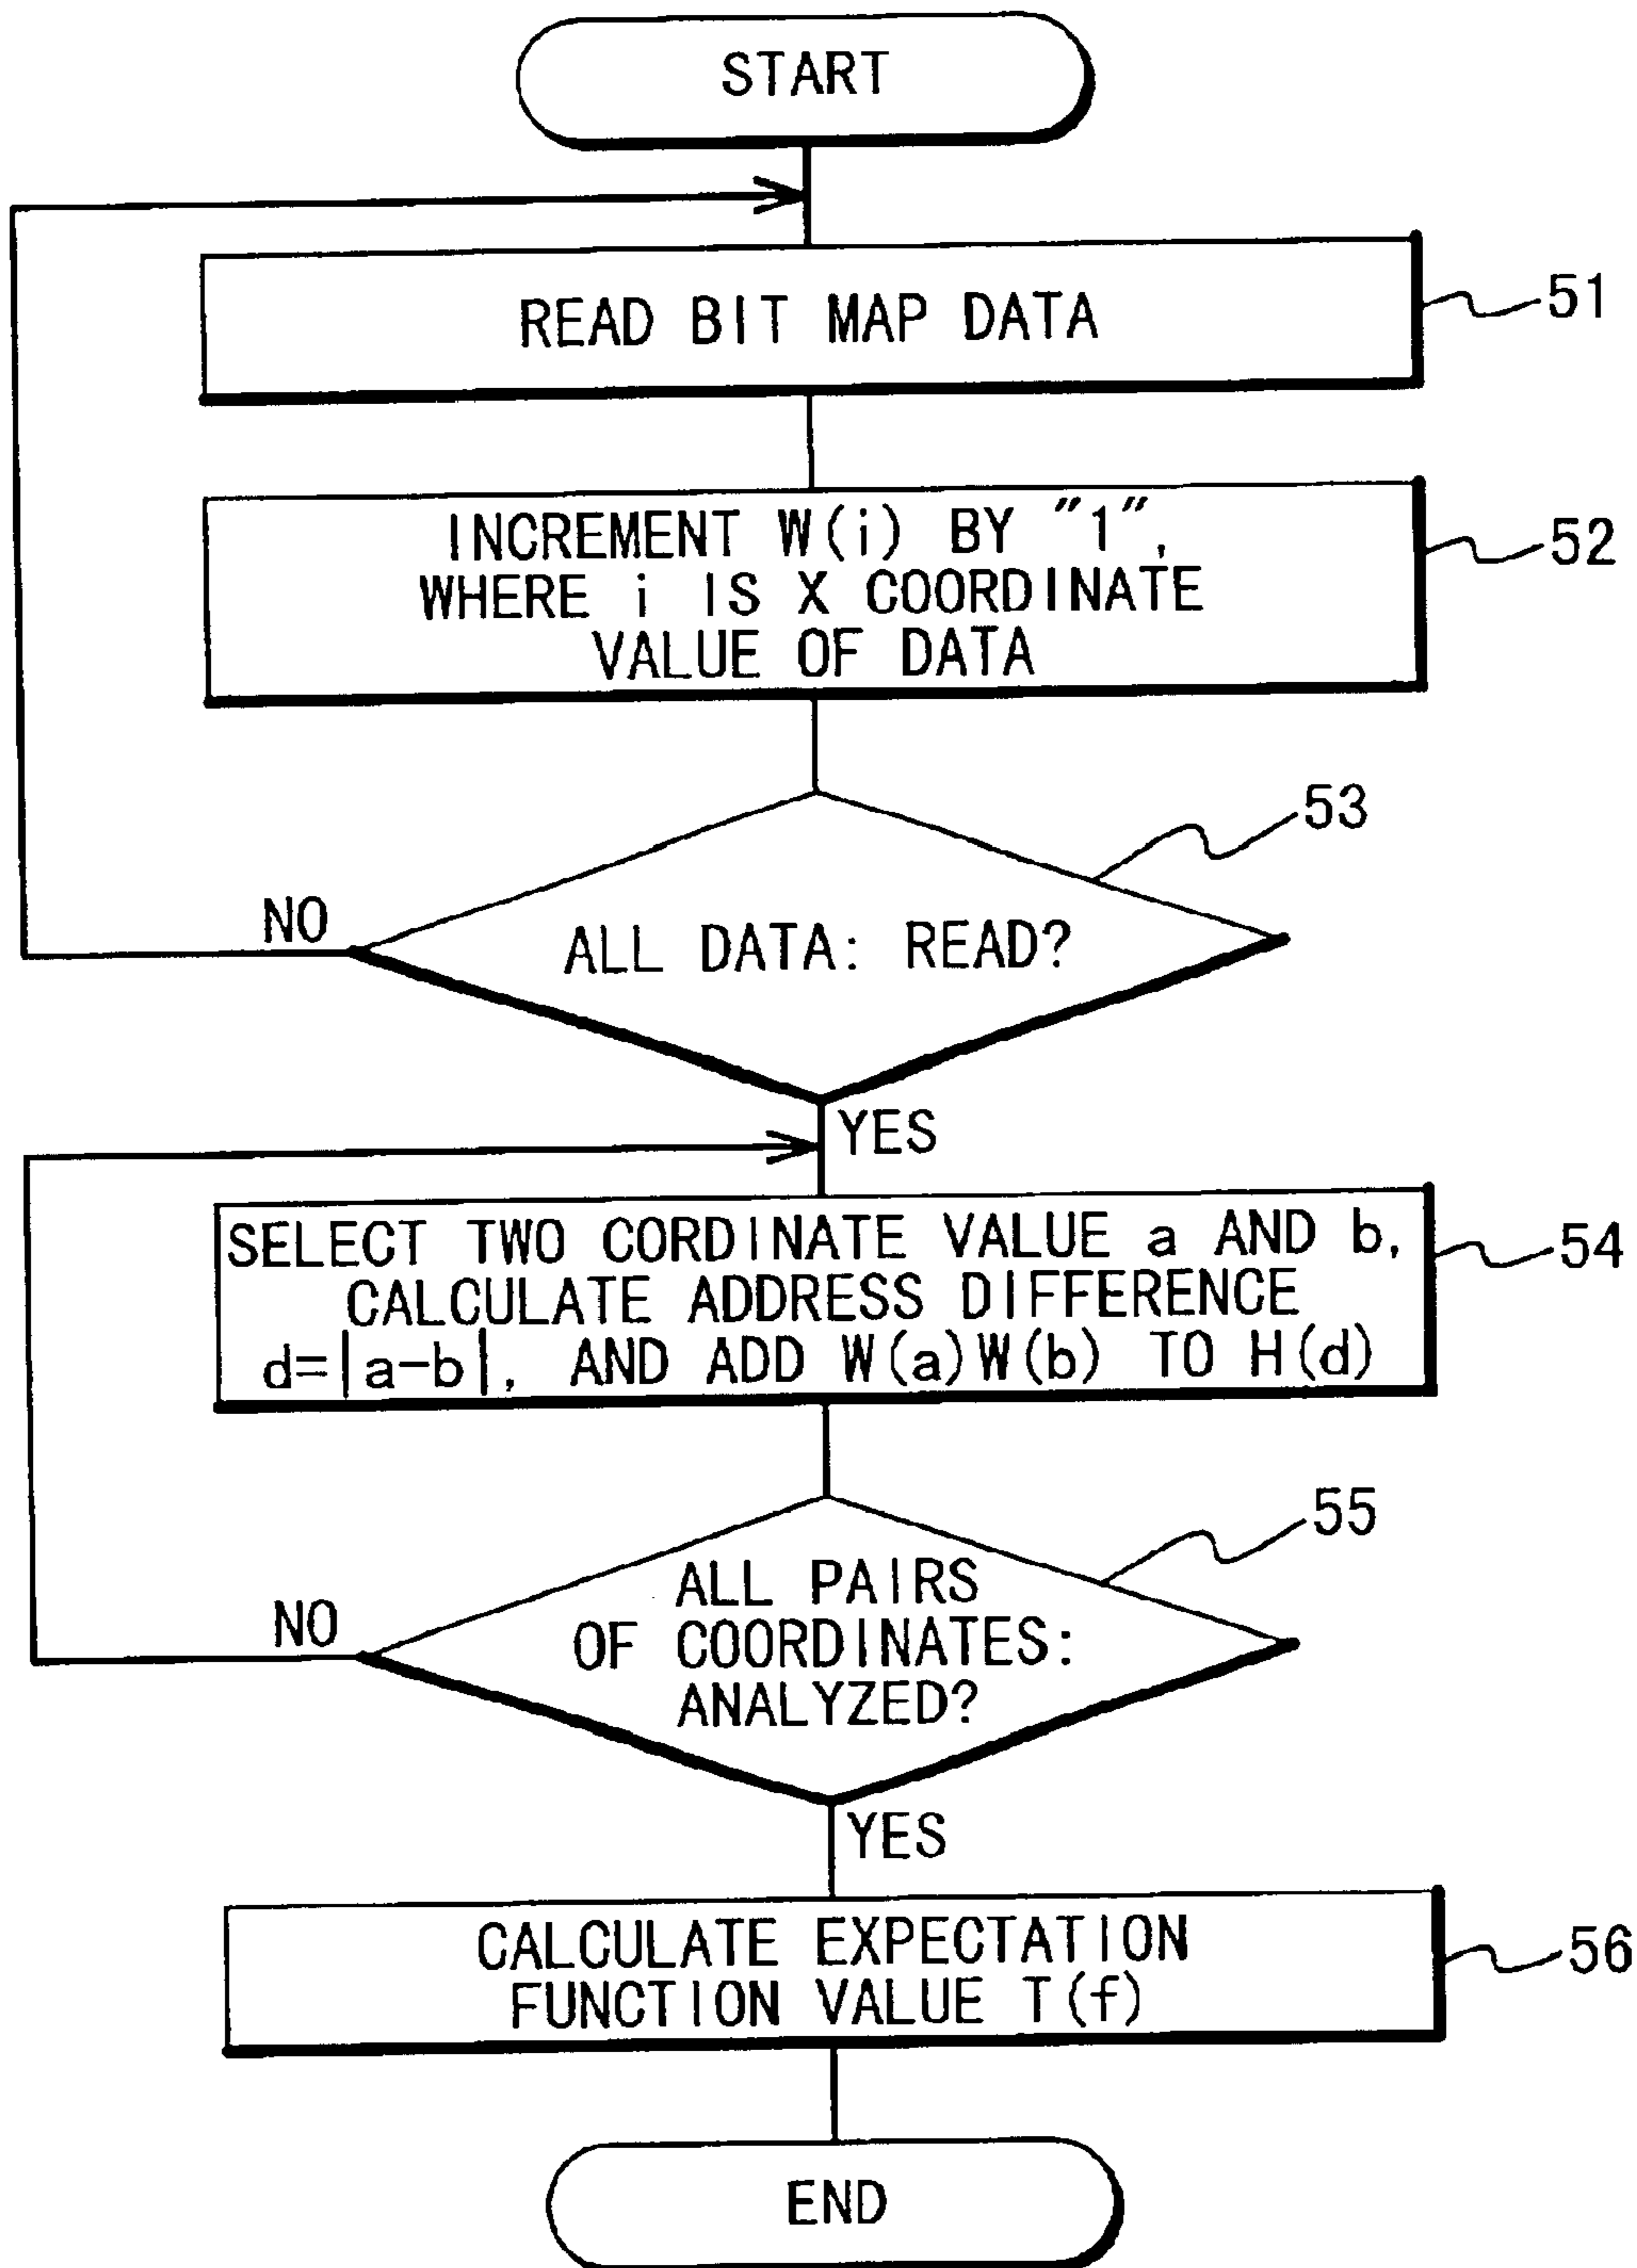 START
READ BIT MAP DATA
51
INCREMENT W(i) BY "1",
WHERE i IS X COORDINATE
VALUE OF DATA
52
53
ALL DATA: READ?
NO
YES
SELECT TWO CORDINATE VALUE a AND b,
CALCULATE ADDRESS DIFFERENCE
d=|a-b|, AND ADD W(a)W(b) TO H(d)
54
55
ALL PAIRS
OF COORDINATES:
ANALYZED?
NO
YES
CALCULATE EXPECTATION
FUNCTION VALUE T(f)
56
END